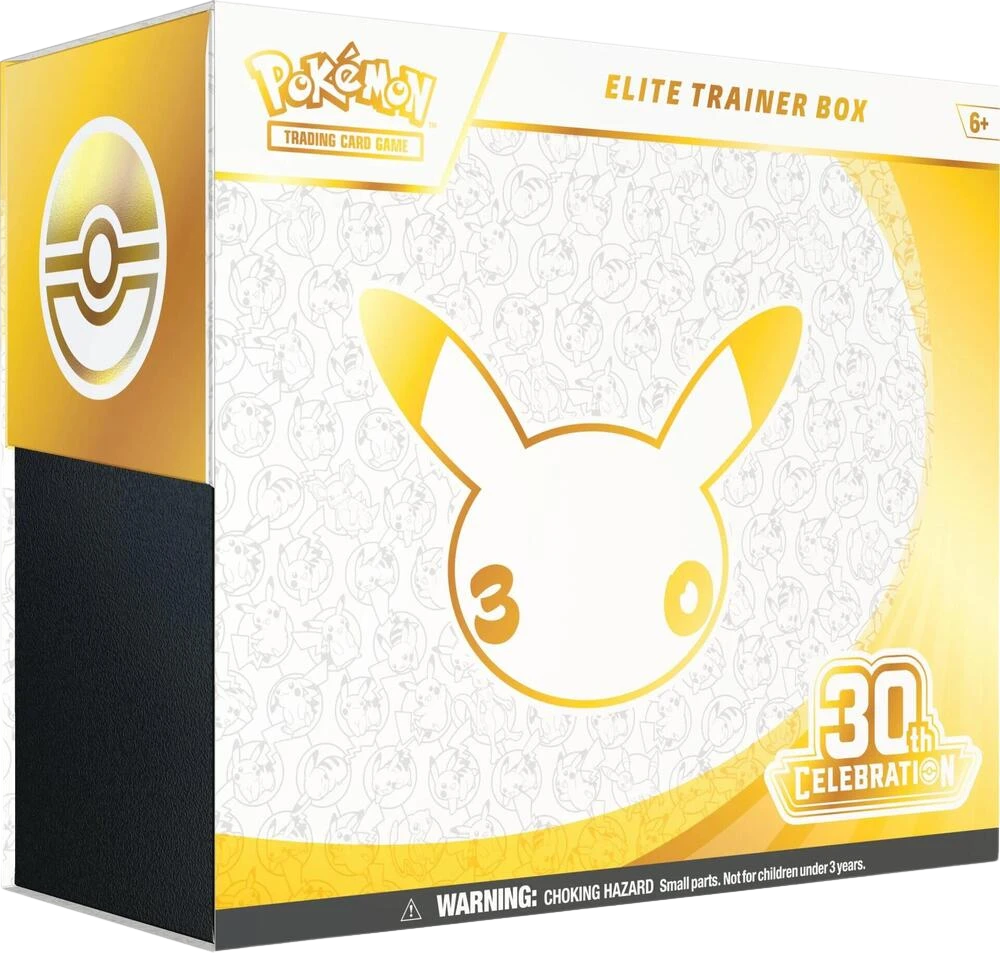 POKéMON
TRADING CARD GAME
ELITE TRAINER BOX
6+
3 0
30th
CELEBRATION
WARNING: CHOKING HAZARD Small parts. Not for children under 3 years.